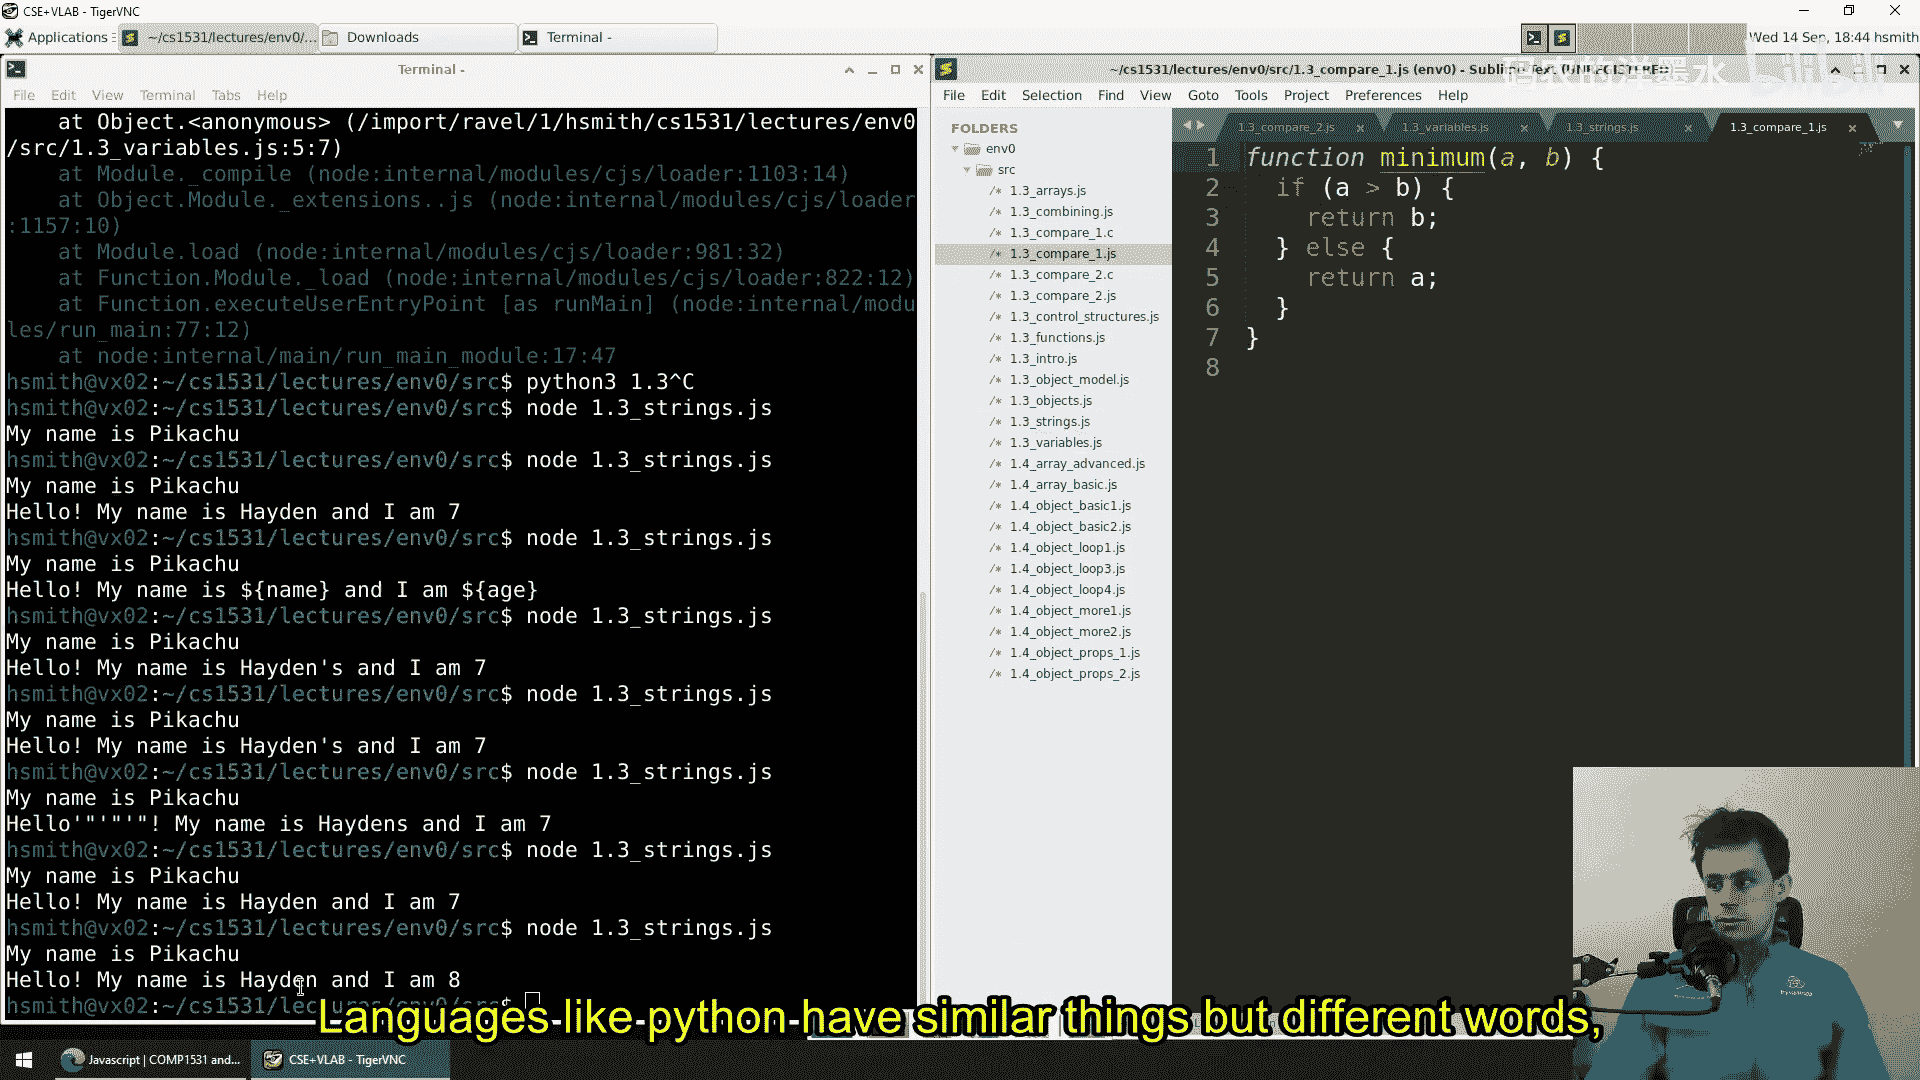 CSE+VLAB - TigerVNC
Applications
~/cs1531/lectures/env0/...
Downloads
Terminal -
Wed 14 Sep, 18:44 hsmith
Terminal -
File Edit View Terminal Tabs Help
at Object.<anonymous> (/import/ravel/1/hsmith/cs1531/lectures/env0
/src/1.3_variables.js:5:7)
at Module._compile (node:internal/modules/cjs/loader:1103:14)
at Object.Module._extensions..js (node:internal/modules/cjs/loader
:1157:10)
at Module.load (node:internal/modules/cjs/loader:981:32)
at Function.Module._load (node:internal/modules/cjs/loader:822:12)
at Function.executeUserEntryPoint [as runMain] (node:internal/modu
les/run_main:77:12)
at node:internal/main/run_main_module:17:47
hsmith@vx02:~/cs1531/lectures/env0/src$ python3 1.3^C
hsmith@vx02:~/cs1531/lectures/env0/src$ node 1.3_strings.js
My name is Pikachu
hsmith@vx02:~/cs1531/lectures/env0/src$ node 1.3_strings.js
My name is Pikachu
Hello! My name is Hayden and I am 7
hsmith@vx02:~/cs1531/lectures/env0/src$ node 1.3_strings.js
My name is Pikachu
Hello! My name is ${name} and I am ${age}
hsmith@vx02:~/cs1531/lectures/env0/src$ node 1.3_strings.js
My name is Pikachu
Hello! My name is Hayden's and I am 7
hsmith@vx02:~/cs1531/lectures/env0/src$ node 1.3_strings.js
My name is Pikachu
Hello! My name is Hayden's and I am 7
hsmith@vx02:~/cs1531/lectures/env0/src$ node 1.3_strings.js
My name is Pikachu
Hello'"'"'"! My name is Haydens and I am 7
hsmith@vx02:~/cs1531/lectures/env0/src$ node 1.3_strings.js
My name is Pikachu
Hello! My name is Hayden and I am 7
hsmith@vx02:~/cs1531/lectures/env0/src$ node 1.3_strings.js
My name is Pikachu
Hello! My name is Hayden and I am 8
hsmith@vx02:~/cs1531/lectures/env0/src$
~/cs1531/lectures/env0/src/1.3_compare_1.js (env0) - Sublime Text (UNREGISTERED)
码农的洋墨水
bilibili
File Edit Selection Find View Goto Tools Project Preferences Help
FOLDERS
env0
src
/* 1.3_arrays.js
/* 1.3_combining.js
/* 1.3_compare_1.c
/* 1.3_compare_1.js
/* 1.3_compare_2.c
/* 1.3_compare_2.js
/* 1.3_control_structures.js
/* 1.3_functions.js
/* 1.3_intro.js
/* 1.3_object_model.js
/* 1.3_objects.js
/* 1.3_strings.js
/* 1.3_variables.js
/* 1.4_array_advanced.js
/* 1.4_array_basic.js
/* 1.4_object_basic1.js
/* 1.4_object_basic2.js
/* 1.4_object_loop1.js
/* 1.4_object_loop3.js
/* 1.4_object_loop4.js
/* 1.4_object_more1.js
/* 1.4_object_more2.js
/* 1.4_object_props_1.js
/* 1.4_object_props_2.js
1.3_compare_2.js
1.3_variables.js
1.3_strings.js
1.3_compare_1.js
1 function minimum(a, b) {
2 if (a > b) {
3 return b;
4 } else {
5 return a;
6 }
7 }
8
Languages like python have similar things but different words,
Javascript | COMP1531 and...
CSE+VLAB - TigerVNC